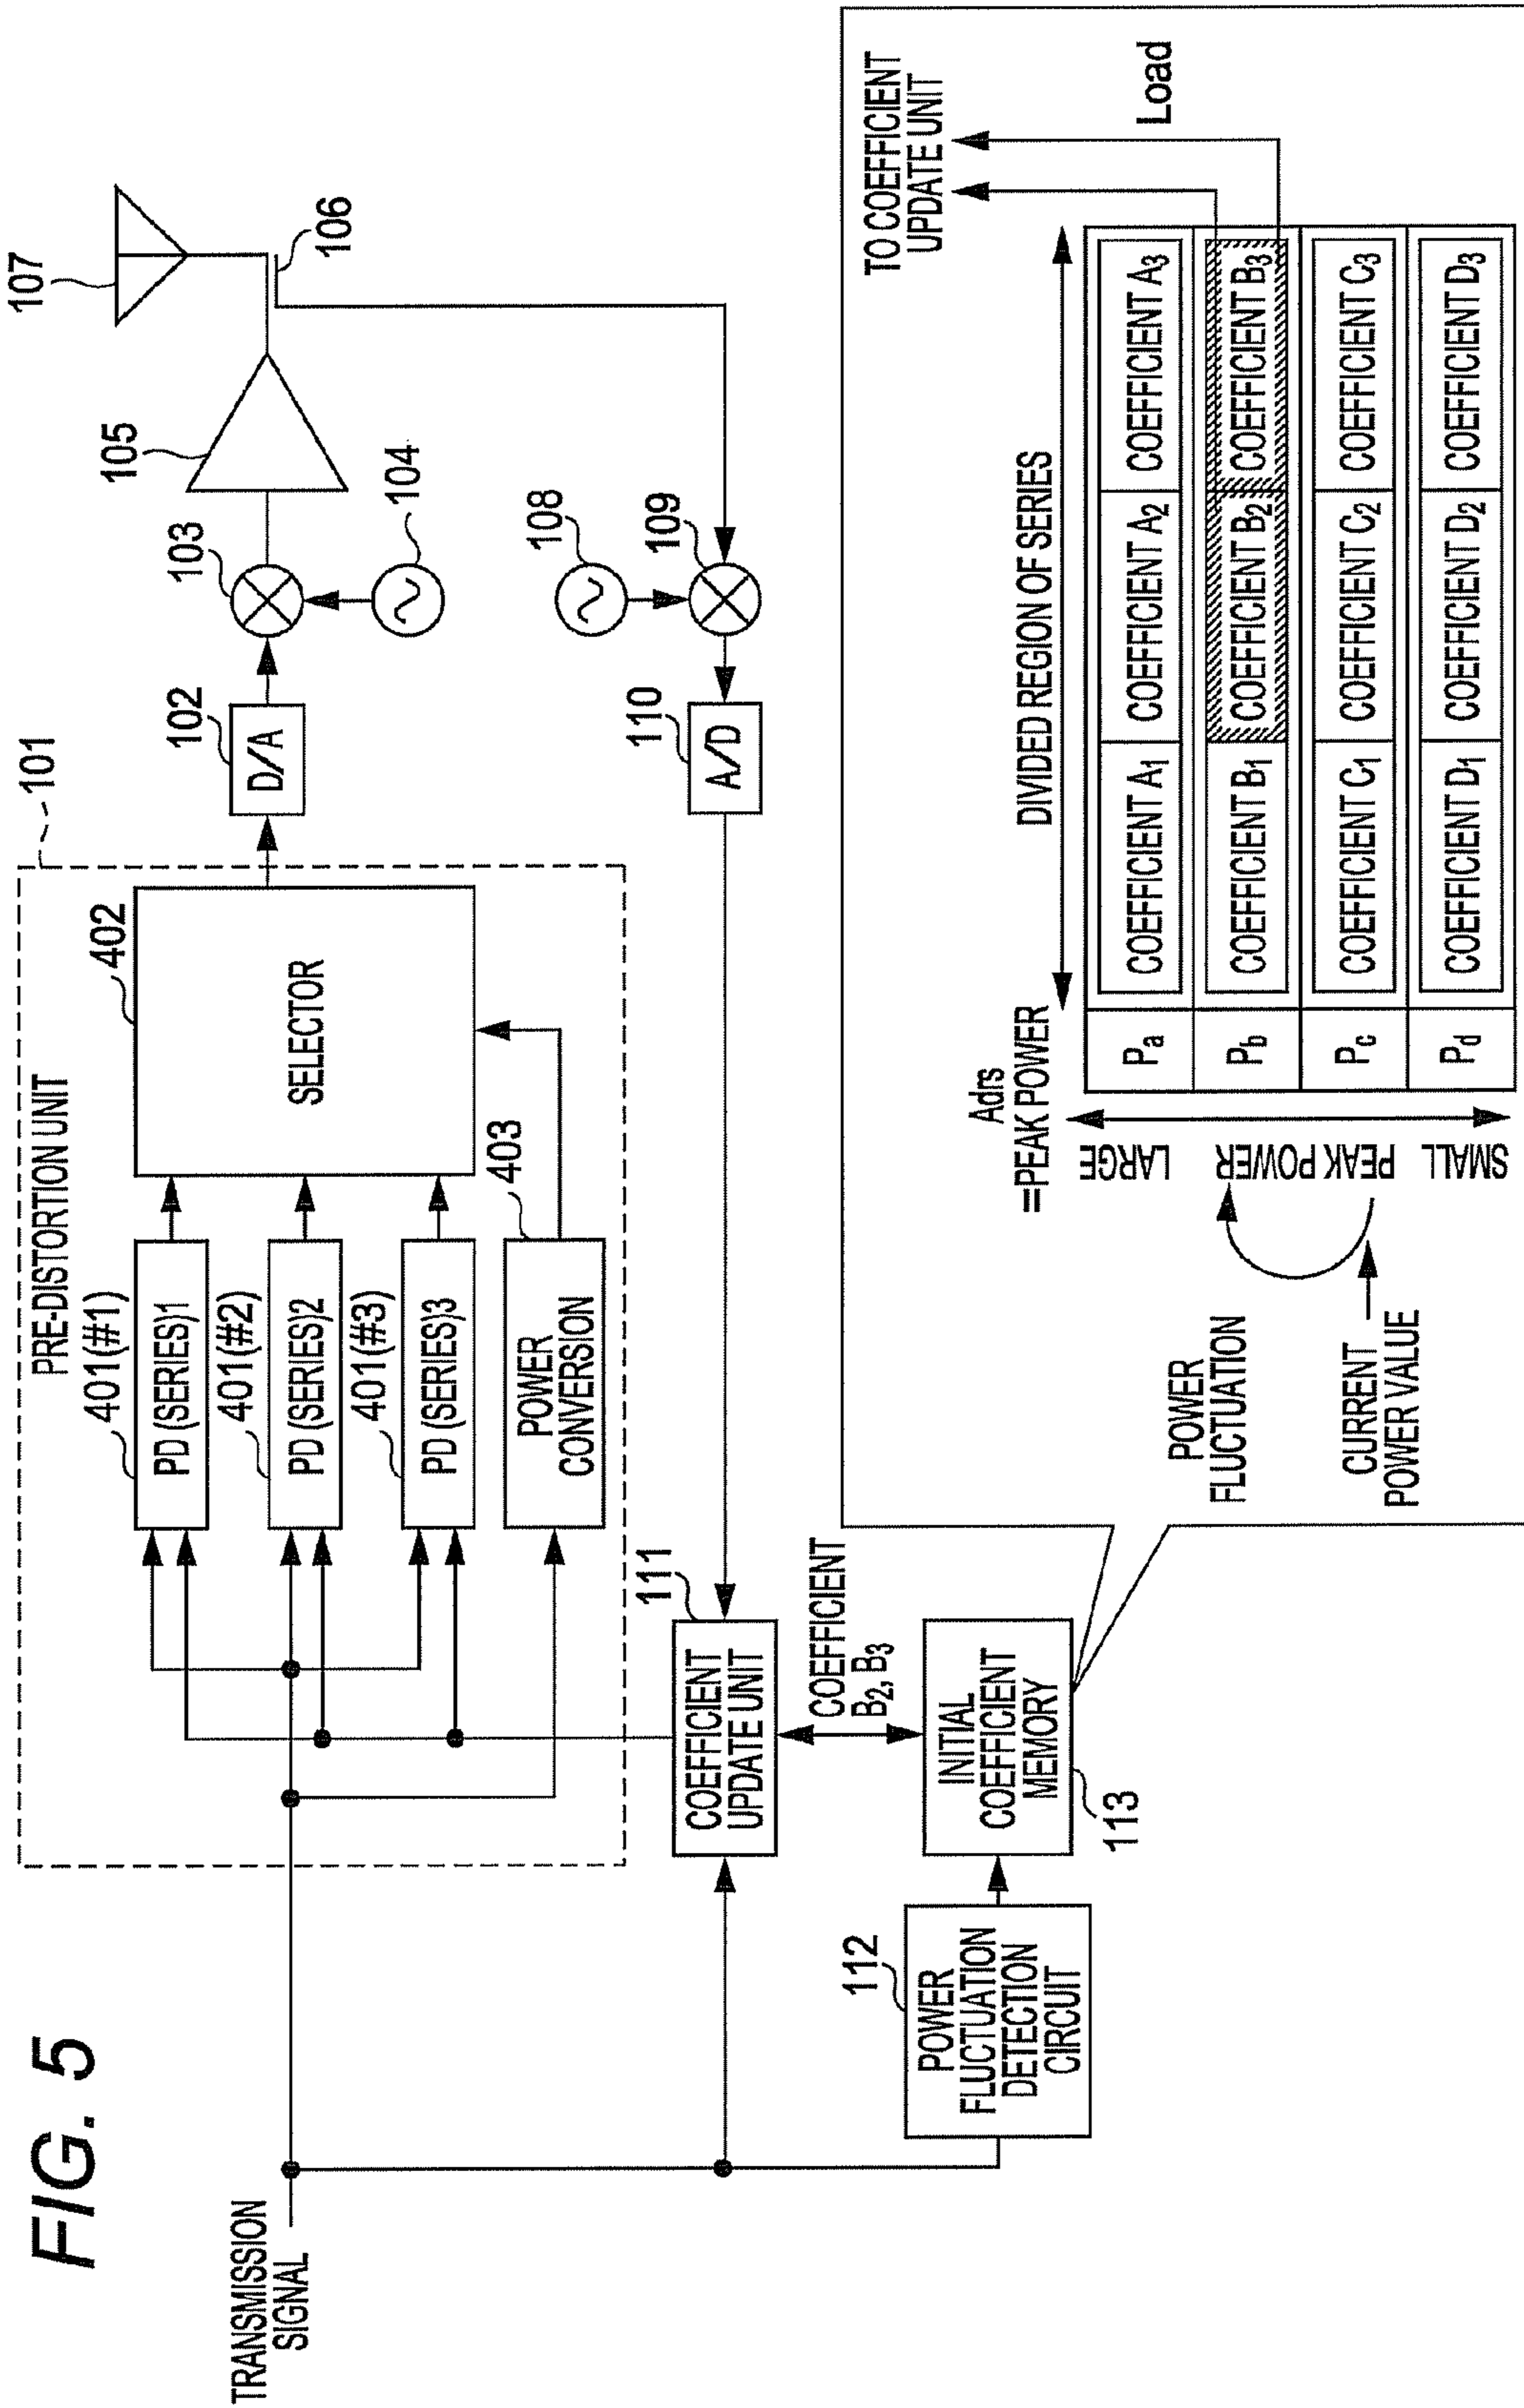 FIG. 5
TRANSMISSION
SIGNAL
101
PRE-DISTORTION UNIT
401(#1)
PD (SERIES)1
401(#2)
PD (SERIES)2
401(#3)
PD (SERIES)3
403
POWER
CONVERSION
402
SELECTOR
102
D/A
103
104
105
106
107
108
109
110
A/D
111
COEFFICIENT
UPDATE UNIT
COEFFICIENT
B2, B3
112
POWER
FLUCTUATION
DETECTION
CIRCUIT
INITIAL
COEFFICIENT
MEMORY
113
POWER
FLUCTUATION
CURRENT
POWER VALUE
Adrs
=PEAK POWER
LARGE
PEAK POWER
SMALL
DIVIDED REGION OF SERIES
TO COEFFICIENT
UPDATE UNIT
Load
Pa COEFFICIENT A1 COEFFICIENT A2 COEFFICIENT A3
Pb COEFFICIENT B1 COEFFICIENT B2 COEFFICIENT B3
Pc COEFFICIENT C1 COEFFICIENT C2 COEFFICIENT C3
Pd COEFFICIENT D1 COEFFICIENT D2 COEFFICIENT D3